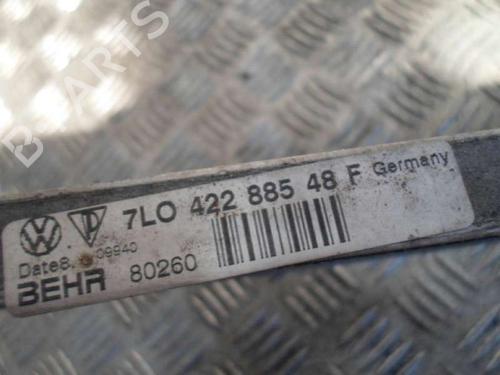 7L0 422 885 48 F Germany
Date8. 09940
BEHR 80260